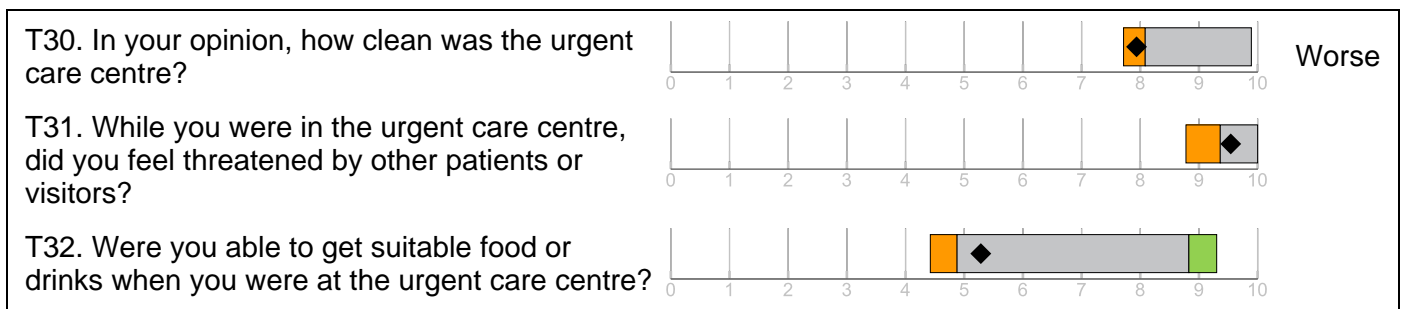 T30. In your opinion, how clean was the urgent
care centre?
Worse
0 1 2 3 4 5 6 7 8 9 10
T31. While you were in the urgent care centre,
did you feel threatened by other patients or
visitors?
0 1 2 3 4 5 6 7 8 9 10
T32. Were you able to get suitable food or
drinks when you were at the urgent care centre?
0 1 2 3 4 5 6 7 8 9 10